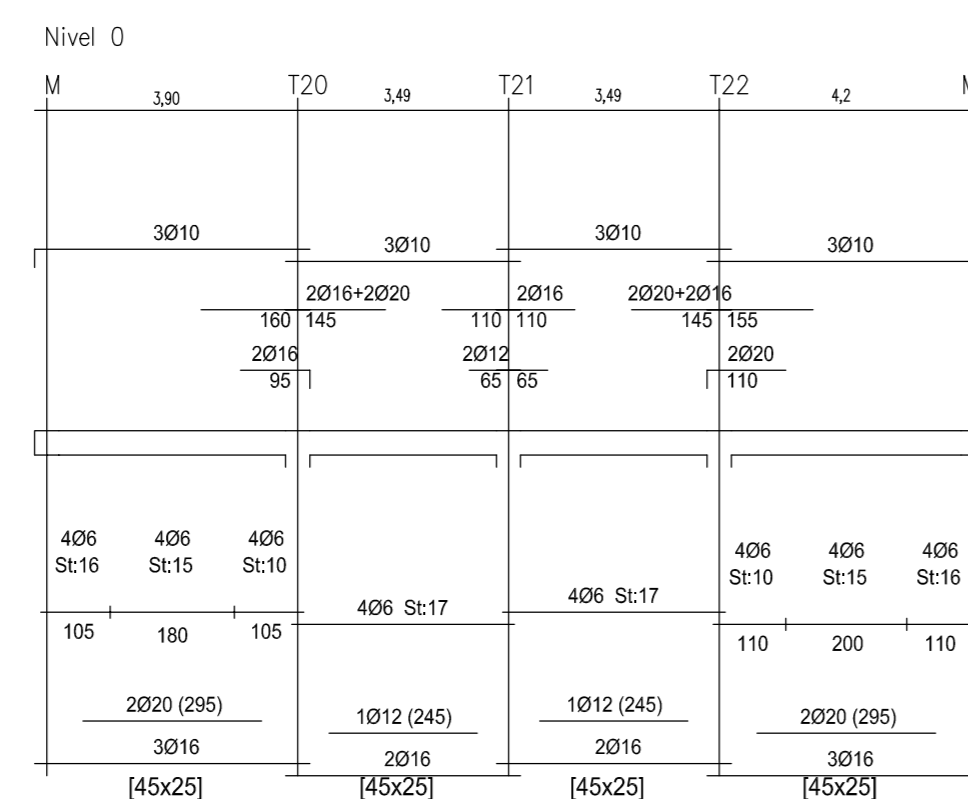 Nivel 0
M T20 T21 T22
3,90 3,49 3,49 4,2
3Ø10 3Ø10 3Ø10 3Ø10
2Ø16+2Ø20 2Ø16 2Ø20+2Ø16
160 145 110 110 145 155
2Ø16 2Ø12 2Ø20
95 65 65 110
4Ø6 4Ø6 4Ø6 4Ø6 4Ø6 4Ø6
St:16 St:15 St:10 St:10 St:15 St:16
4Ø6 St:17 4Ø6 St:17
105 180 105 110 200 110
2Ø20 (295) 1Ø12 (245) 1Ø12 (245) 2Ø20 (295)
3Ø16 2Ø16 2Ø16 3Ø16
[45x25] [45x25] [45x25] [45x25]